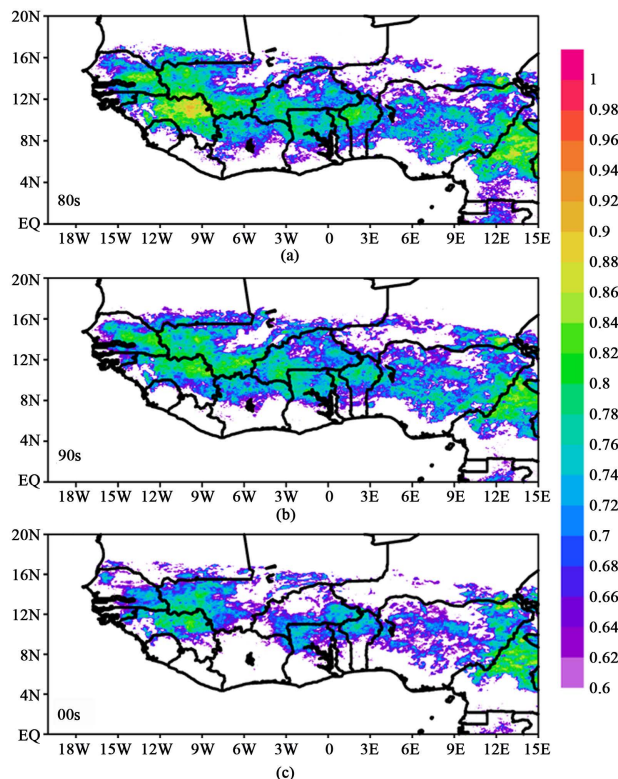 20N
16N
12N
8N
4N
EQ
80s
18W 15W 12W 9W 6W 3W 0 3E 6E 9E 12E 15E
(a)
20N
16N
12N
8N
4N
EQ
90s
18W 15W 12W 9W 6W 3W 0 3E 6E 9E 12E 15E
(b)
20N
16N
12N
8N
4N
EQ
00s
18W 15W 12W 9W 6W 3W 0 3E 6E 9E 12E 15E
(c)
1
0.98
0.96
0.94
0.92
0.9
0.88
0.86
0.84
0.82
0.8
0.78
0.76
0.74
0.72
0.7
0.68
0.66
0.64
0.62
0.6